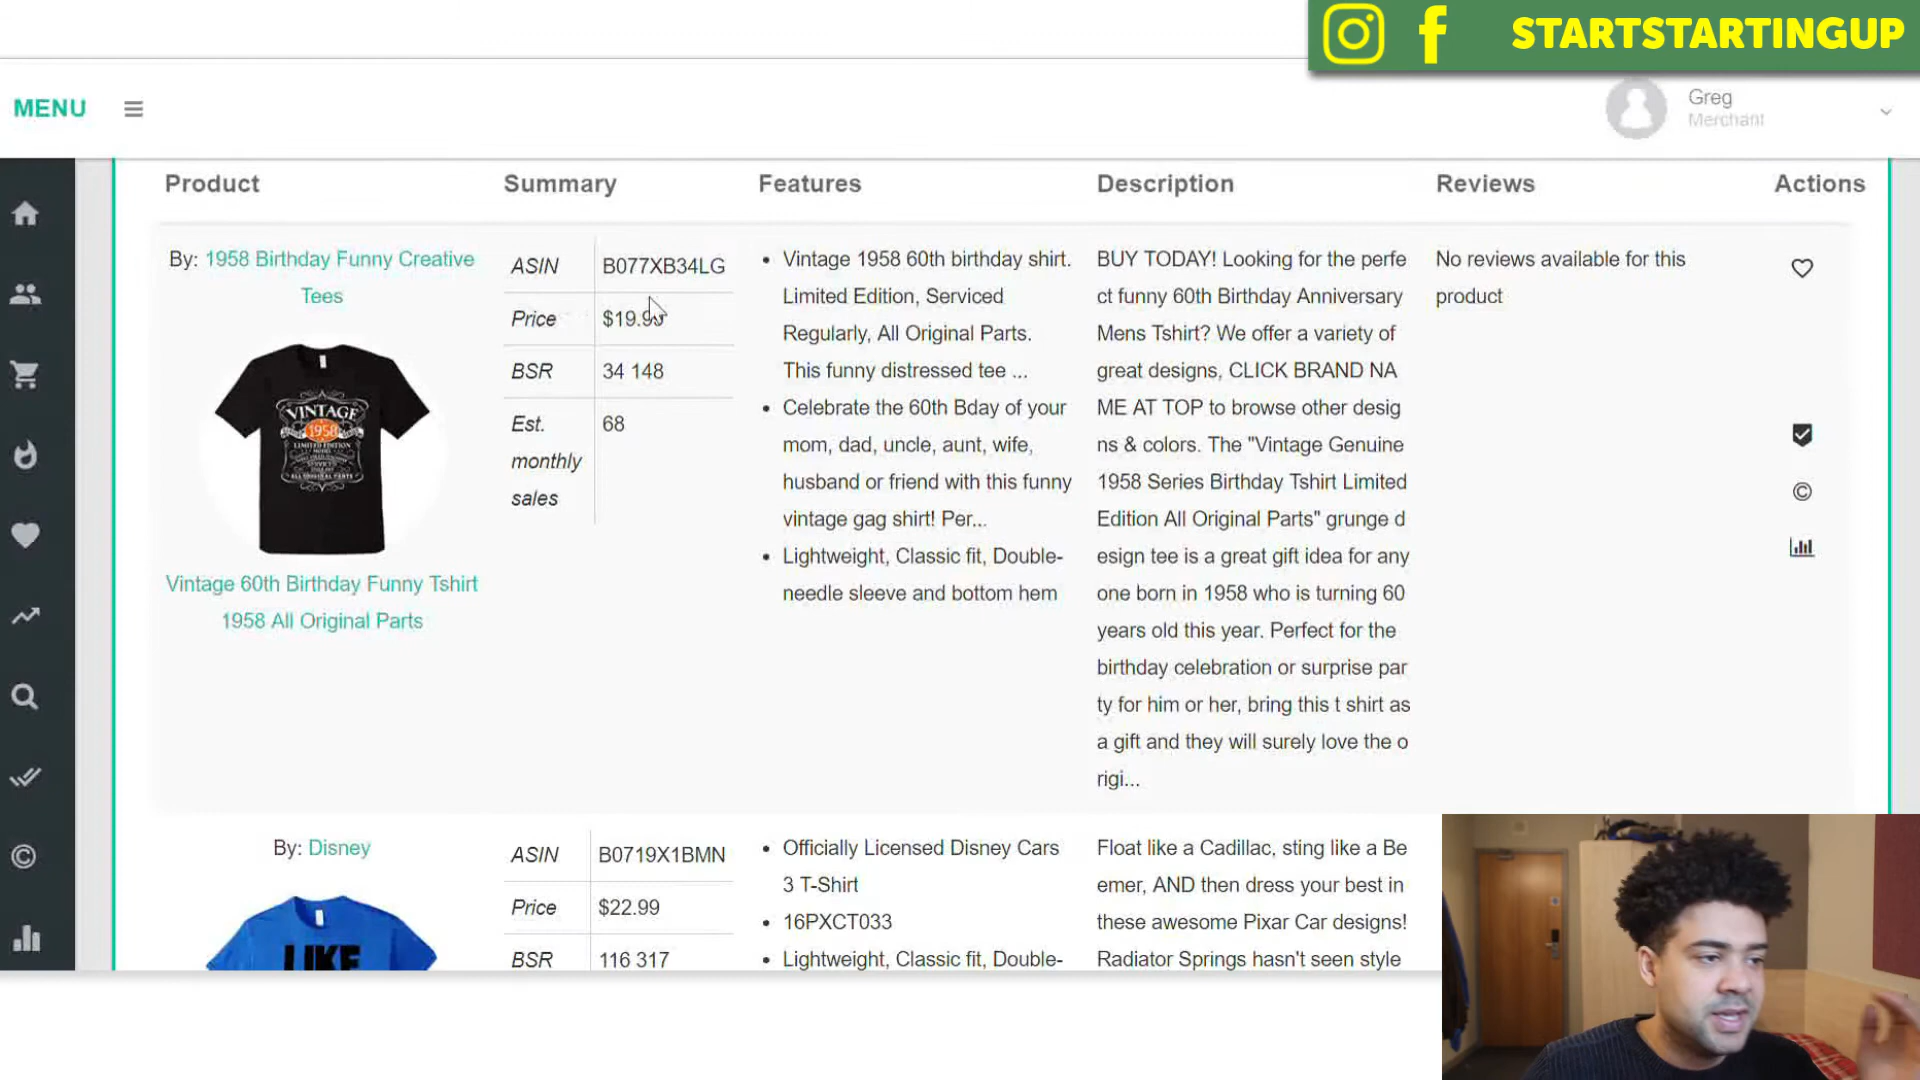 STARTSTARTINGUP
MENU
Greg
Merchant
Product
Summary
Features
Description
Reviews
Actions
By: 1958 Birthday Funny Creative
Tees
VINTAGE
1958
LIMITED EDITION
ALL ORIGINAL PARTS
Vintage 60th Birthday Funny Tshirt
1958 All Original Parts
ASIN B077XB34LG
Price
BSR 34 148
Est. 68
monthly
sales
• Vintage 1958 60th birthday shirt.
Limited Edition, Serviced
Regularly, All Original Parts.
This funny distressed tee ...
• Celebrate the 60th Bday of your
mom, dad, uncle, aunt, wife,
husband or friend with this funny
vintage gag shirt! Per...
• Lightweight, Classic fit, Double-
needle sleeve and bottom hem
BUY TODAY! Looking for the perfe
ct funny 60th Birthday Anniversary
Mens Tshirt? We offer a variety of
great designs, CLICK BRAND NA
ME AT TOP to browse other desig
ns & colors. The "Vintage Genuine
1958 Series Birthday Tshirt Limited
Edition All Original Parts" grunge d
esign tee is a great gift idea for any
one born in 1958 who is turning 60
years old this year. Perfect for the
birthday celebration or surprise par
ty for him or her, bring this t shirt as
a gift and they will surely love the o
rigi...
No reviews available for this
product
By: Disney
LIKE
ASIN B0719X1BMN
Price $22.99
BSR 116 317
• Officially Licensed Disney Cars
3 T-Shirt
• 16PXCT033
• Lightweight, Classic fit, Double-
Float like a Cadillac, sting like a Be
emer, AND then dress your best in
these awesome Pixar Car designs!
Radiator Springs hasn't seen style